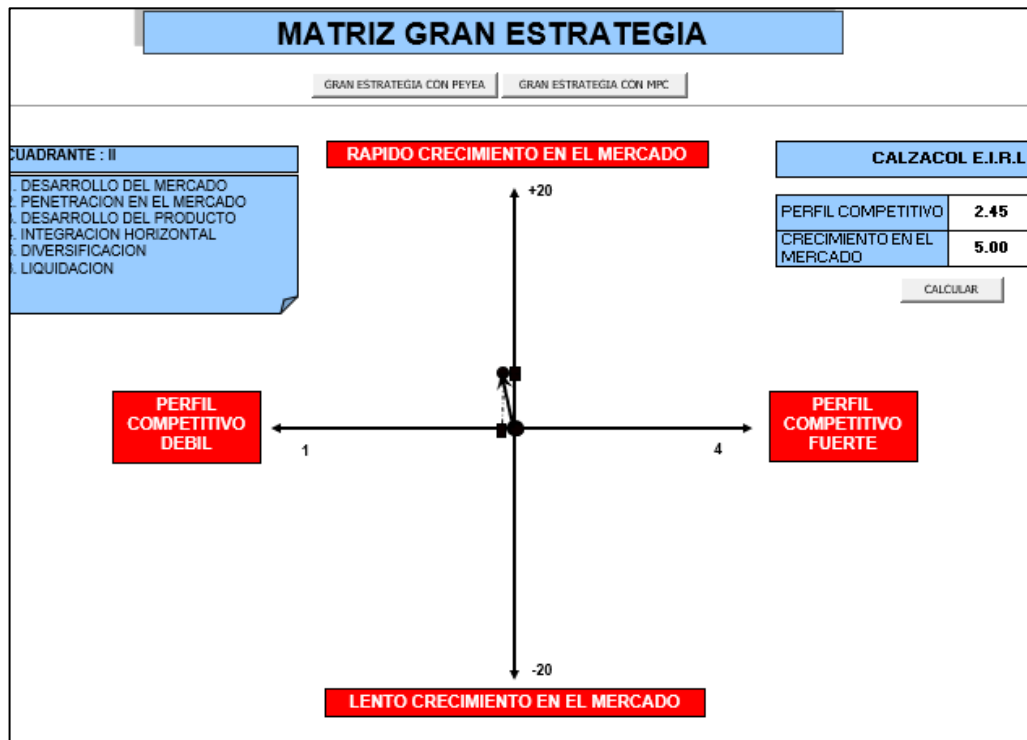 MATRIZ GRAN ESTRATEGIA
GRAN ESTRATEGIA CON PEYEA
GRAN ESTRATEGIA CON MPC
CUADRANTE : II
. DESARROLLO DEL MERCADO
. PENETRACION EN EL MERCADO
. DESARROLLO DEL PRODUCTO
. INTEGRACION HORIZONTAL
. DIVERSIFICACION
. LIQUIDACION
RAPIDO CRECIMIENTO EN EL MERCADO
CALZACOL E.I.R.L
PERFIL COMPETITIVO 2.45
CRECIMIENTO EN EL
MERCADO 5.00
CALCULAR
+20
PERFIL
COMPETITIVO
DEBIL
1
4
PERFIL
COMPETITIVO
FUERTE
-20
LENTO CRECIMIENTO EN EL MERCADO